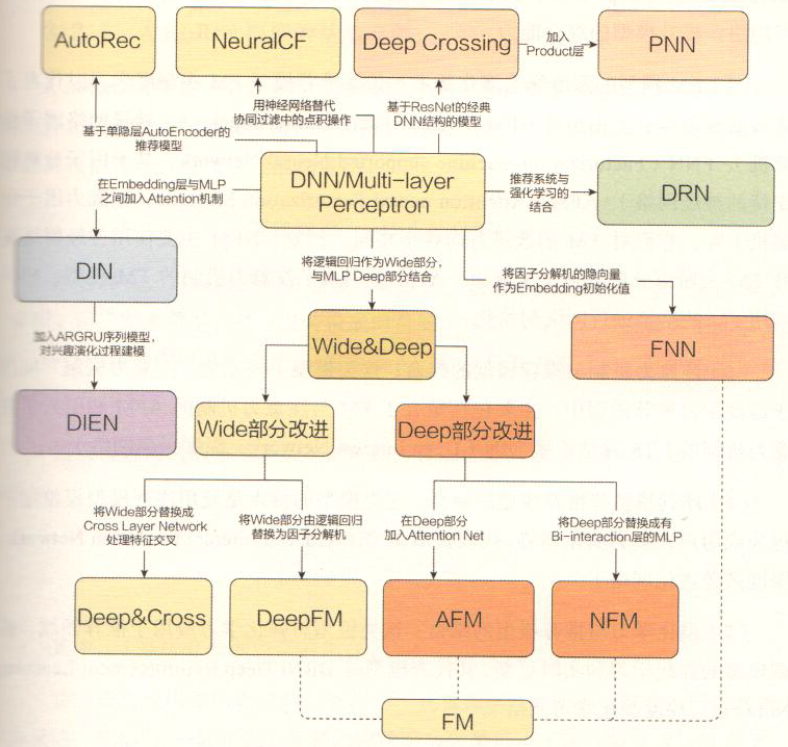 AutoRec
NeuralCF
Deep Crossing
加入
Product层
PNN
用神经网络替代
协同过滤中的点积操作
基于ResNet的经典
DNN结构的模型
基于单隐层AutoEncoder的
推荐模型
在Embedding层与MLP
之间加入Attention机制
DNN/Multi-layer
Perceptron
推荐系统与
强化学习的
结合
DRN
DIN
将逻辑回归作为Wide部分，
与MLP Deep部分结合
将因子分解机的隐向量
作为Embedding初始化值
加入ARGRU序列模型，
对兴趣演化过程建模
Wide&Deep
FNN
DIEN
Wide部分改进
Deep部分改进
将Wide部分替换成
Cross Layer Network
处理特征交叉
将Wide部分由逻辑回归
替换为因子分解机
在Deep部分
加入Attention Net
将Deep部分替换成有
Bi-interaction层的MLP
Deep&Cross
DeepFM
AFM
NFM
FM